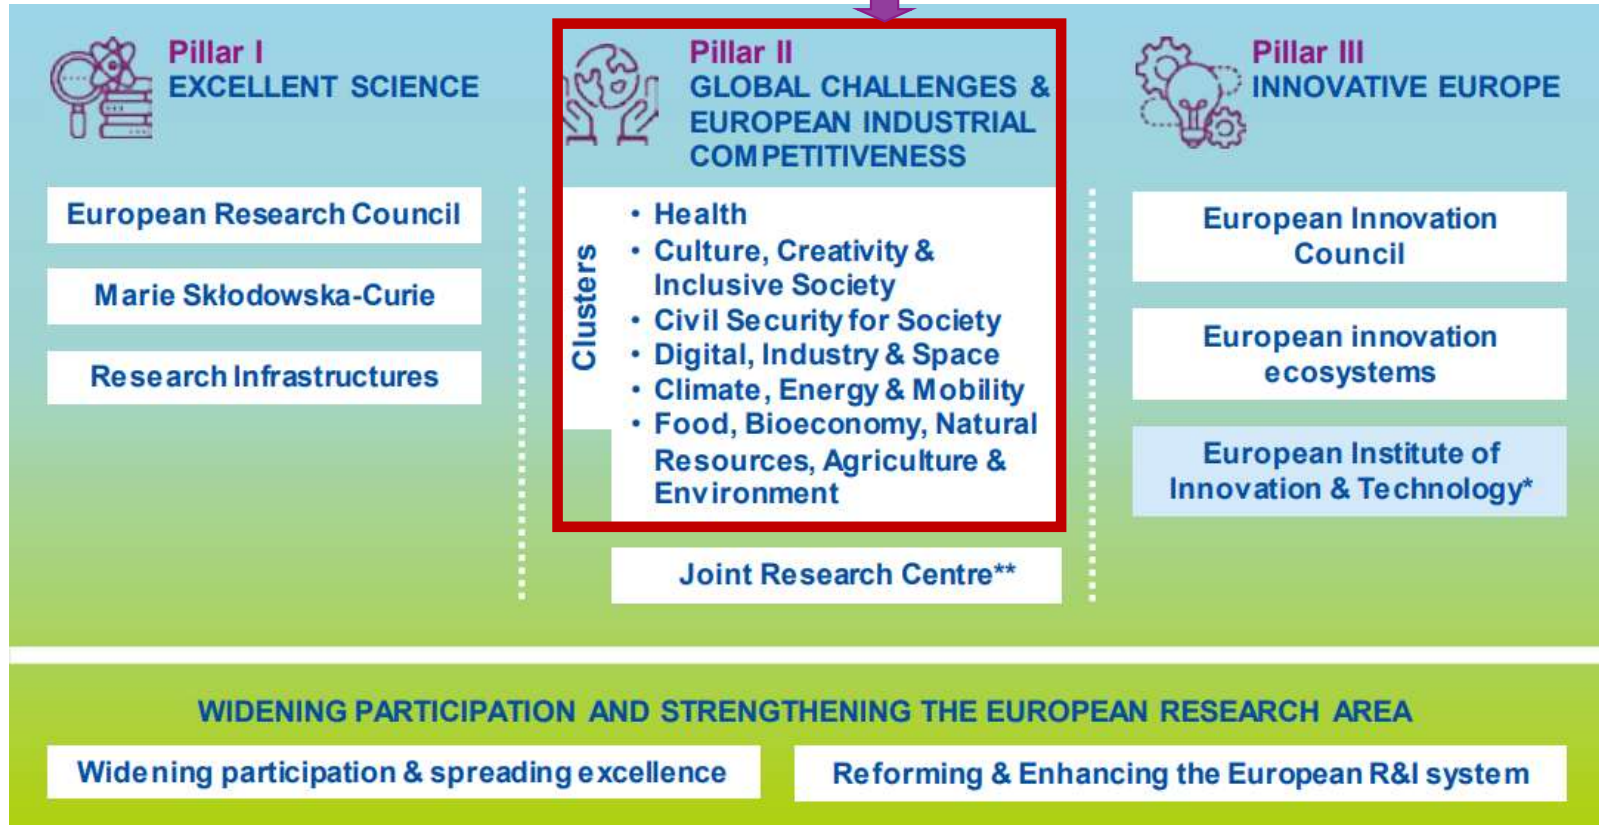 Pillar I
EXCELLENT SCIENCE
European Research Council
Marie Skłodowska-Curie
Research Infrastructures
Pillar II
GLOBAL CHALLENGES &
EUROPEAN INDUSTRIAL
COMPETITIVENESS
Clusters
• Health
• Culture, Creativity &
Inclusive Society
• Civil Security for Society
• Digital, Industry & Space
• Climate, Energy & Mobility
• Food, Bioeconomy, Natural
Resources, Agriculture &
Environment
Joint Research Centre**
Pillar III
INNOVATIVE EUROPE
European Innovation
Council
European innovation
ecosystems
European Institute of
Innovation & Technology*
WIDENING PARTICIPATION AND STRENGTHENING THE EUROPEAN RESEARCH AREA
Widening participation & spreading excellence
Reforming & Enhancing the European R&I system